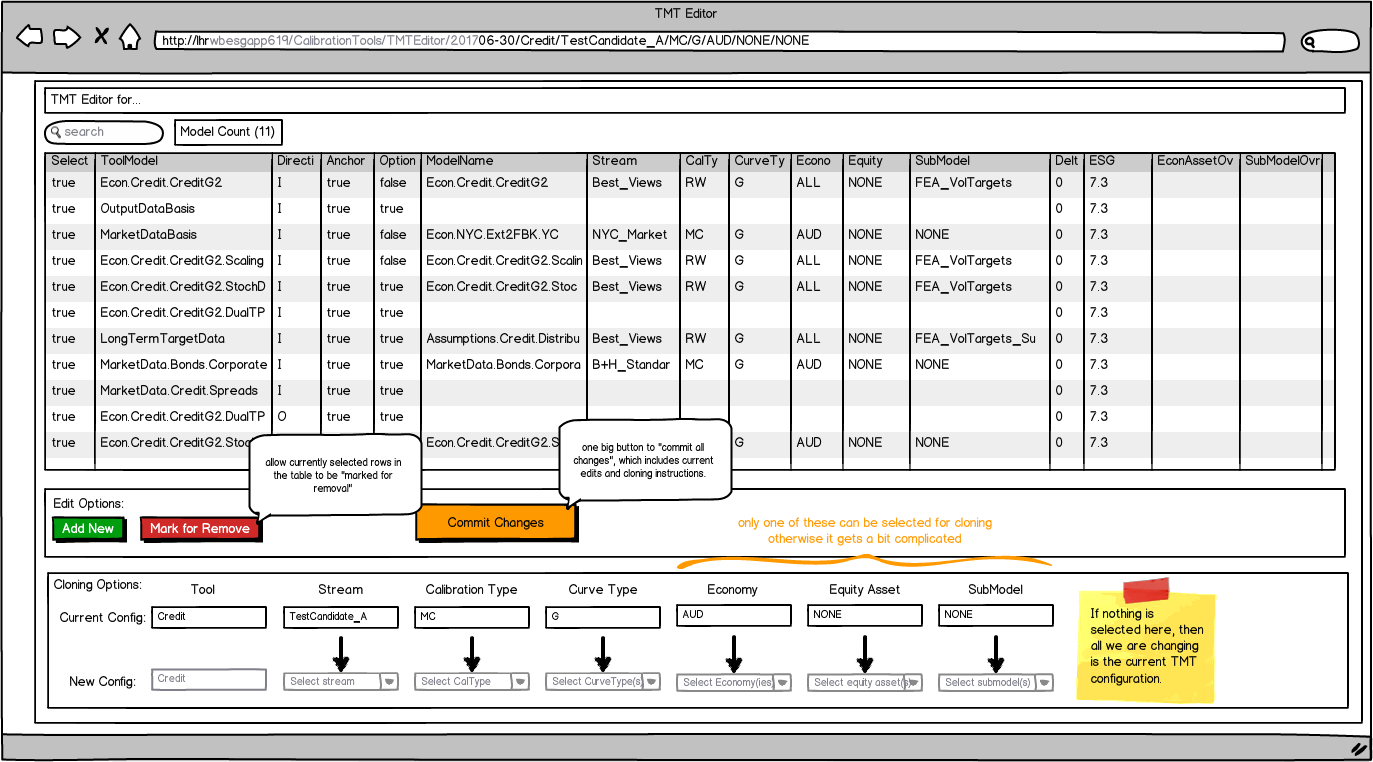 TMT Editor
http://lhrwbesgapp619/CalibrationTools/TMTEditor/201706-30/Credit/TestCandidate_A/MC/G/AUD/NONE/NONE
TMT Editor for...
search Model Count (11)
Select ToolModel Directi Anchor Option ModelName Stream CalTy CurveTy Econo Equity SubModel Delt ESG EconAssetOv SubModelOvr
true Econ.Credit.CreditG2 I true false Econ.Credit.CreditG2 Best_Views RW G ALL NONE FEA_VolTargets 0 7.3
true OutputDataBasis I true true 0 7.3
true MarketDataBasis I true false Econ.NYC.Ext2FBK.YC NYC_Market MC G AUD NONE NONE 0 7.3
true Econ.Credit.CreditG2.Scaling I true false Econ.Credit.CreditG2.Scalin Best_Views RW G ALL NONE FEA_VolTargets 0 7.3
true Econ.Credit.CreditG2.StochD I true true Econ.Credit.CreditG2.Stoc Best_Views RW G ALL NONE FEA_VolTargets 0 7.3
true Econ.Credit.CreditG2.DualTP I true true 0 7.3
true LongTermTargetData I true true Assumptions.Credit.Distribu Best_Views RW G ALL NONE FEA_VolTargets_Su 0 7.3
true MarketData.Bonds.Corporate I true true MarketData.Bonds.Corpora B+H_Standar MC G AUD NONE NONE 0 7.3
true MarketData.Credit.Spreads I true true 0 7.3
true Econ.Credit.CreditG2.DualTP O true true 0 7.3
true Econ.Credit.CreditG2.Stoc Econ.Credit.CreditG2.S G AUD NONE NONE 0 7.3
allow currently selected rows in
the table to be "marked for
removal"
one big button to "commit all
changes", which includes current
edits and cloning instructions.
Edit Options:
Add New Mark for Remove Commit Changes
only one of these can be selected for cloning
otherwise it gets a bit complicated
Cloning Options:
Tool Stream Calibration Type Curve Type Economy Equity Asset SubModel
Current Config: Credit TestCandidate_A MC G AUD NONE NONE
New Config: Credit Select stream Select CalType Select CurveType(s) Select Economy(ies) Select equity asset(s) Select submodel(s)
If nothing is
selected here, then
all we are changing
is the current TMT
configuration.